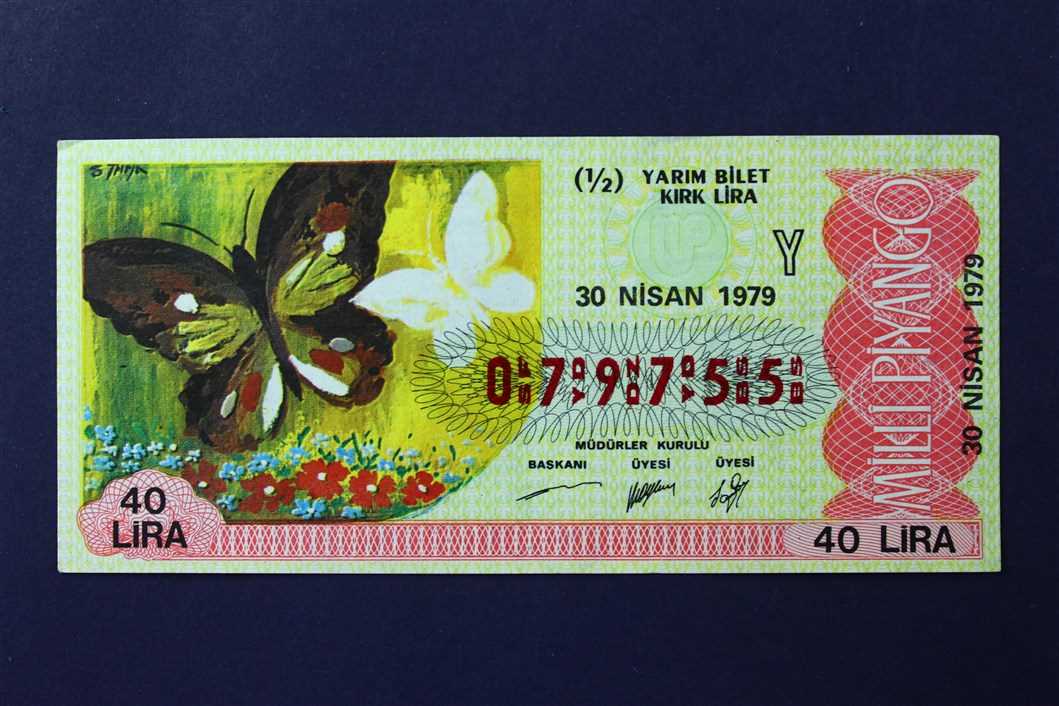 (½) YARIM BİLET
KIRK LİRA
Y
30 NİSAN 1979
0 7 9 7 5 5
MÜDÜRLER KURULU
BAŞKANI ÜYESİ ÜYESİ
40
LİRA
40 LİRA
MİLLİ PİYANGO
30 NİSAN 1979